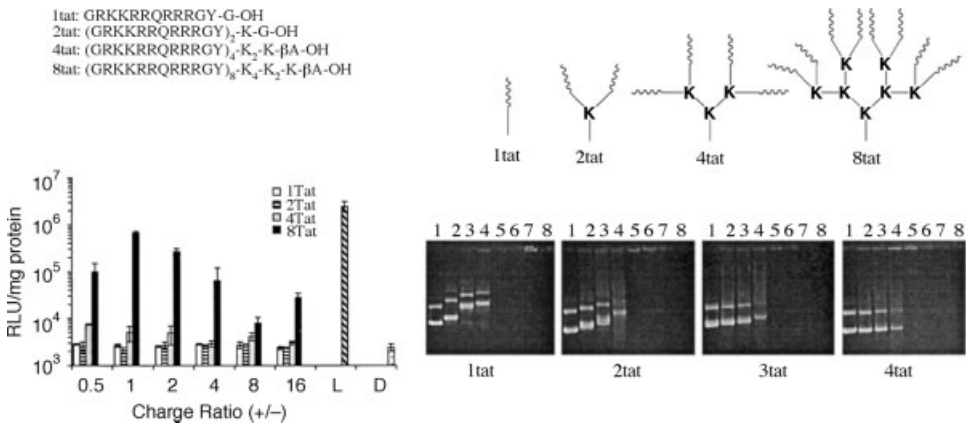 1tat: GRKKRRQRRRGY-G-OH
2tat: (GRKKRRQRRRGY)2-K-G-OH
4tat: (GRKKRRQRRRGY)4-K2-K-βA-OH
8tat: (GRKKRRQRRRGY)8-K4-K2-K-βA-OH
K K
K K K K K K
K K K
1tat 2tat 4tat 8tat
RLU/mg protein
10^7
10^6
10^5
10^4
10^3
1Tat
2Tat
4Tat
8Tat
0.5 1 2 4 8 16 L D
Charge Ratio (+/–)
1 2 3 4 5 6 7 8 1 2 3 4 5 6 7 8 1 2 3 4 5 6 7 8 1 2 3 4 5 6 7 8
1tat 2tat 3tat 4tat